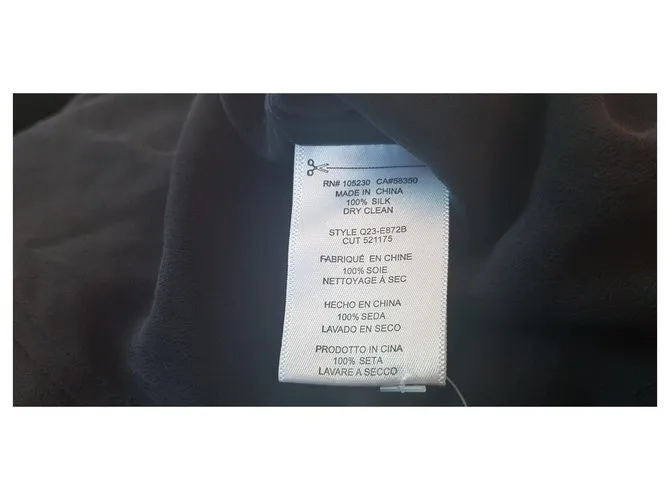 RN# 105230 CA#58350
MADE IN CHINA
100% SILK
DRY CLEAN
STYLE Q23-E872B
CUT 521175
FABRIQUÉ EN CHINE
100% SOIE
NETTOYAGE À SEC
HECHO EN CHINA
100% SEDA
LAVADO EN SECO
PRODOTTO IN CINA
100% SETA
LAVARE A SECCO